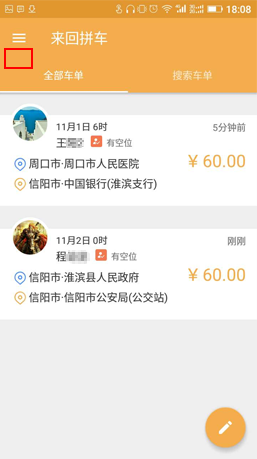 18:08
来回拼车
全部车单
搜索车单
11月1日 6时
5分钟前
王
有空位
周口市·周口市人民医院
¥ 60.00
信阳市·中国银行(淮滨支行)
11月2日 0时
刚刚
程
有空位
信阳市·淮滨县人民政府
¥ 60.00
信阳市·信阳市公安局(公交站)